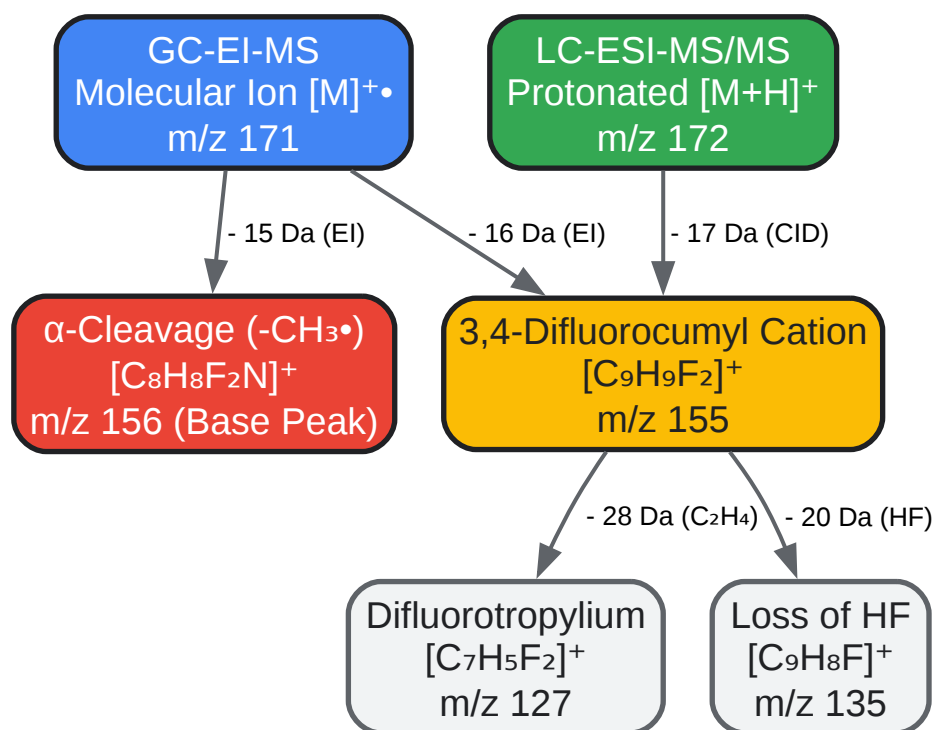 GC-EI-MS
Molecular Ion [M]⁺•
m/z 171
LC-ESI-MS/MS
Protonated [M+H]⁺
m/z 172
- 15 Da (EI)
- 16 Da (EI)
- 17 Da (CID)
α-Cleavage (-CH₃•)
[C₈H₈F₂N]⁺
m/z 156 (Base Peak)
3,4-Difluorocumyl Cation
[C₉H₉F₂]⁺
m/z 155
- 28 Da (C₂H₄)
- 20 Da (HF)
Difluorotropylium
[C₇H₅F₂]⁺
m/z 127
Loss of HF
[C₉H₈F]⁺
m/z 135